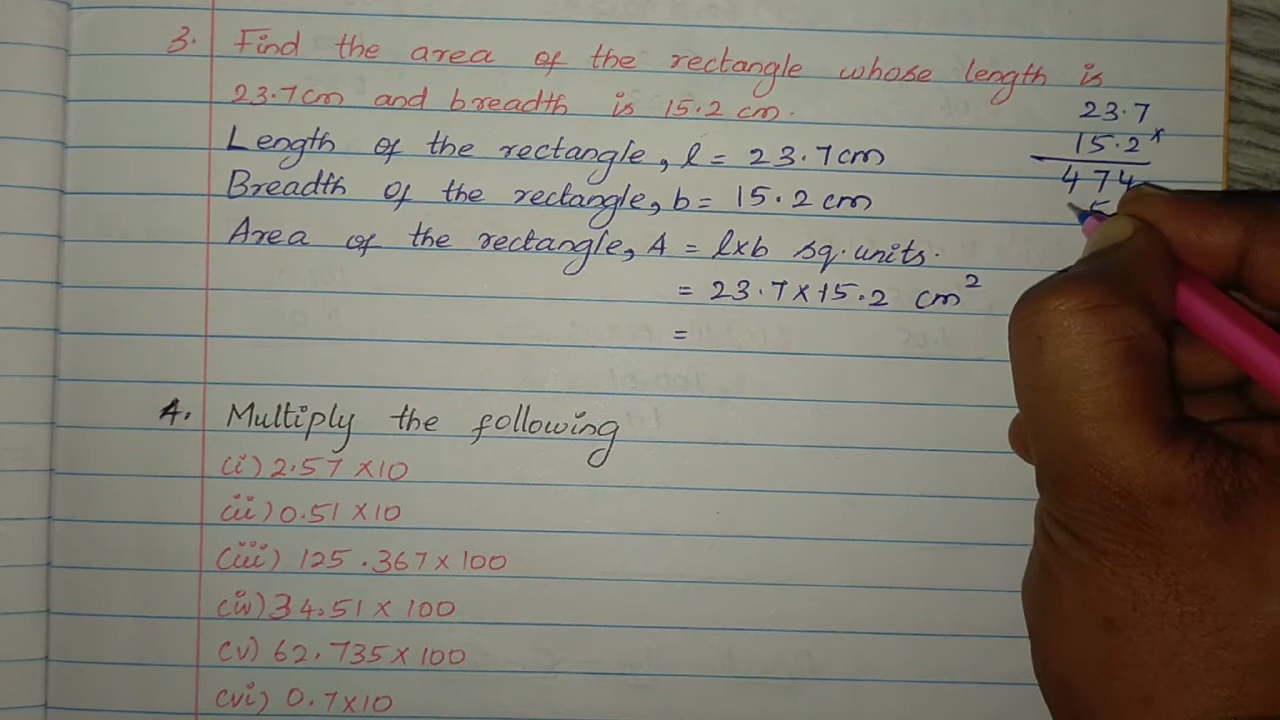 3. Find the area of the rectangle whose length is
23.7cm and breadth is 15.2 cm.
23.7
15.2 x
474
5
Length of the rectangle, l = 23.7cm
Breadth of the rectangle, b = 15.2 cm
Area of the rectangle, A = l×b sq.units.
= 23.7×15.2 cm²
=
4. Multiply the following
(i) 2.57 ×10
(ii) 0.51 ×10
(iii) 125.367 × 100
(iv) 34.51 × 100
(v) 62.735 × 100
(vi) 0.7×10